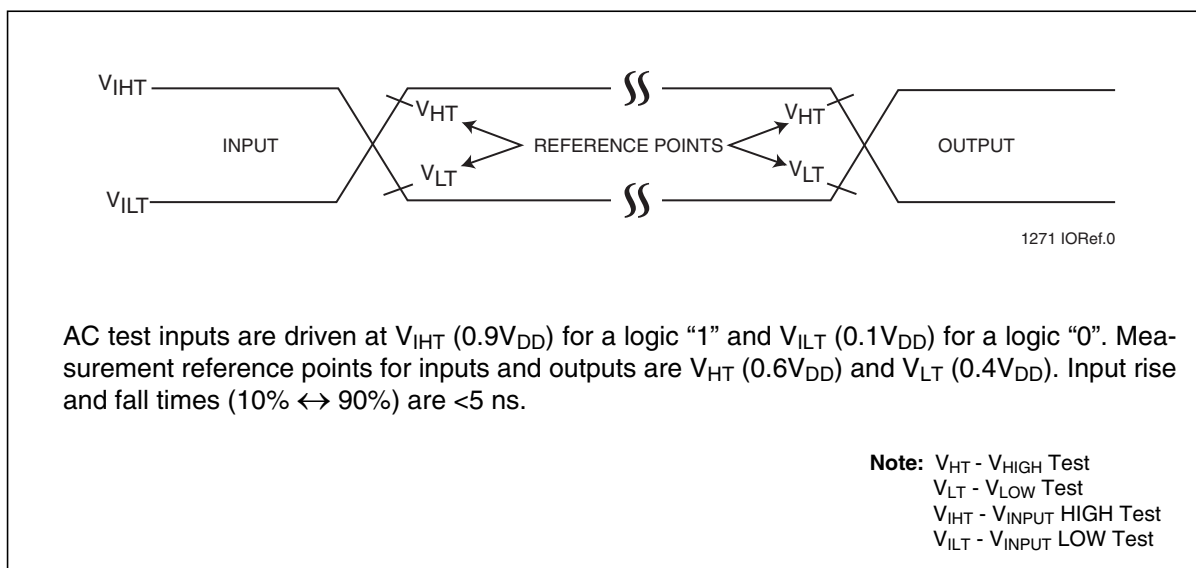 VIHT
VHT
VHT
INPUT
REFERENCE POINTS
OUTPUT
VLT
VLT
VILT
1271 IORef.0
AC test inputs are driven at VIHT (0.9VDD) for a logic “1” and VILT (0.1VDD) for a logic “0”. Mea-
surement reference points for inputs and outputs are VHT (0.6VDD) and VLT (0.4VDD). Input rise
and fall times (10% ↔ 90%) are <5 ns.
Note: VHT - VHIGH Test
VLT - VLOW Test
VIHT - VINPUT HIGH Test
VILT - VINPUT LOW Test